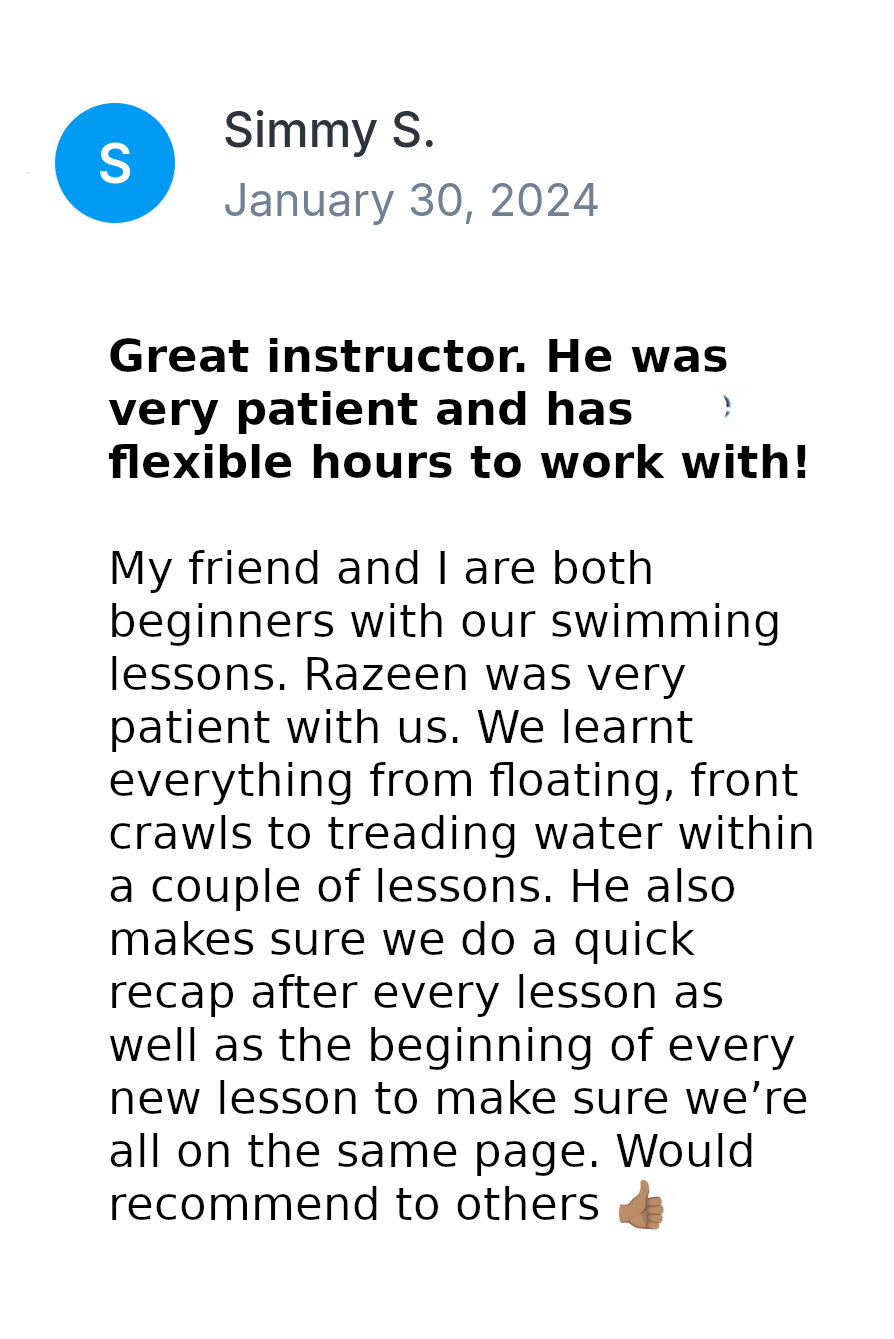 S
Simmy S.
January 30, 2024
Great instructor. He was
very patient and has
flexible hours to work with!
My friend and I are both
beginners with our swimming
lessons. Razeen was very
patient with us. We learnt
everything from floating, front
crawls to treading water within
a couple of lessons. He also
makes sure we do a quick
recap after every lesson as
well as the beginning of every
new lesson to make sure we’re
all on the same page. Would
recommend to others 👍🏽